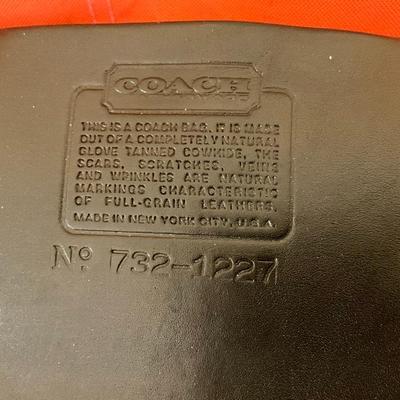 COACH
THIS IS A COACH BAG. IT IS MADE
OUT OF A COMPLETELY NATURAL
GLOVE TANNED COWHIDE, THE
SCARS, SCRATCHES, VEINS
AND WRINKLES ARE NATURAL
MARKINGS CHARACTERISTIC
OF FULL-GRAIN LEATHERS.
MADE IN NEW YORK CITY, U.S.A.
Nº 732-1227